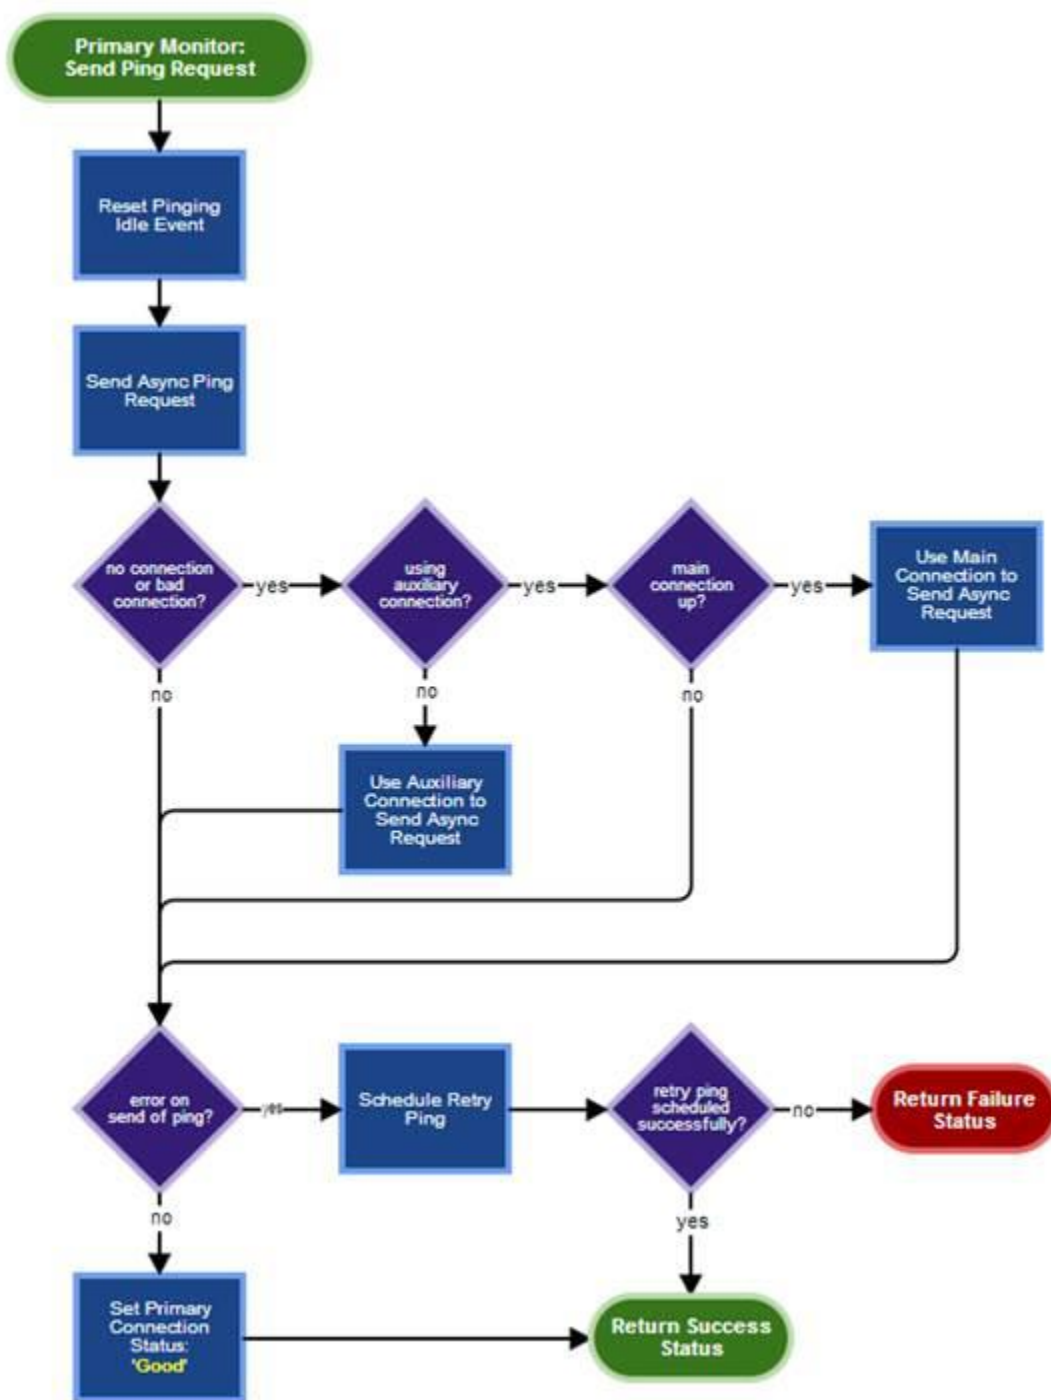 Primary Monitor:
Send Ping Request
Reset Pinging
Idle Event
Send Async Ping
Request
no connection
or bad
connection?
yes
using
auxiliary
connection?
yes
main
connection
up?
yes
Use Main
Connection to
Send Async
Request
no
no
no
Use Auxiliary
Connection to
Send Async
Request
error on
send of ping?
yes
Schedule Retry
Ping
retry ping
scheduled
successfully?
no
Return Failure
Status
no
yes
Set Primary
Connection
Status:
'Good'
Return Success
Status